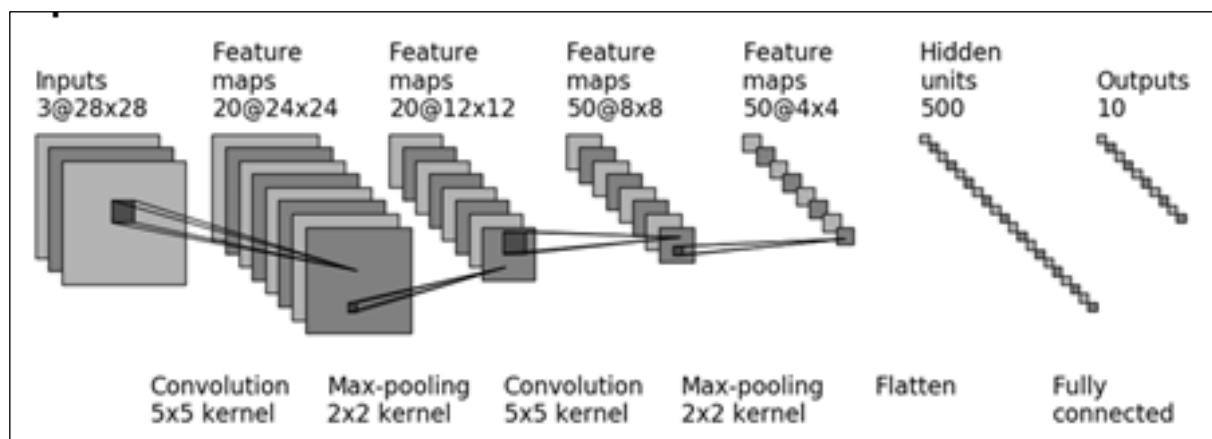 Inputs
3@28x28
Feature
maps
20@24x24
Feature
maps
20@12x12
Feature
maps
50@8x8
Feature
maps
50@4x4
Hidden
units
500
Outputs
10
Convolution
5x5 kernel
Max-pooling
2x2 kernel
Convolution
5x5 kernel
Max-pooling
2x2 kernel
Flatten
Fully
connected